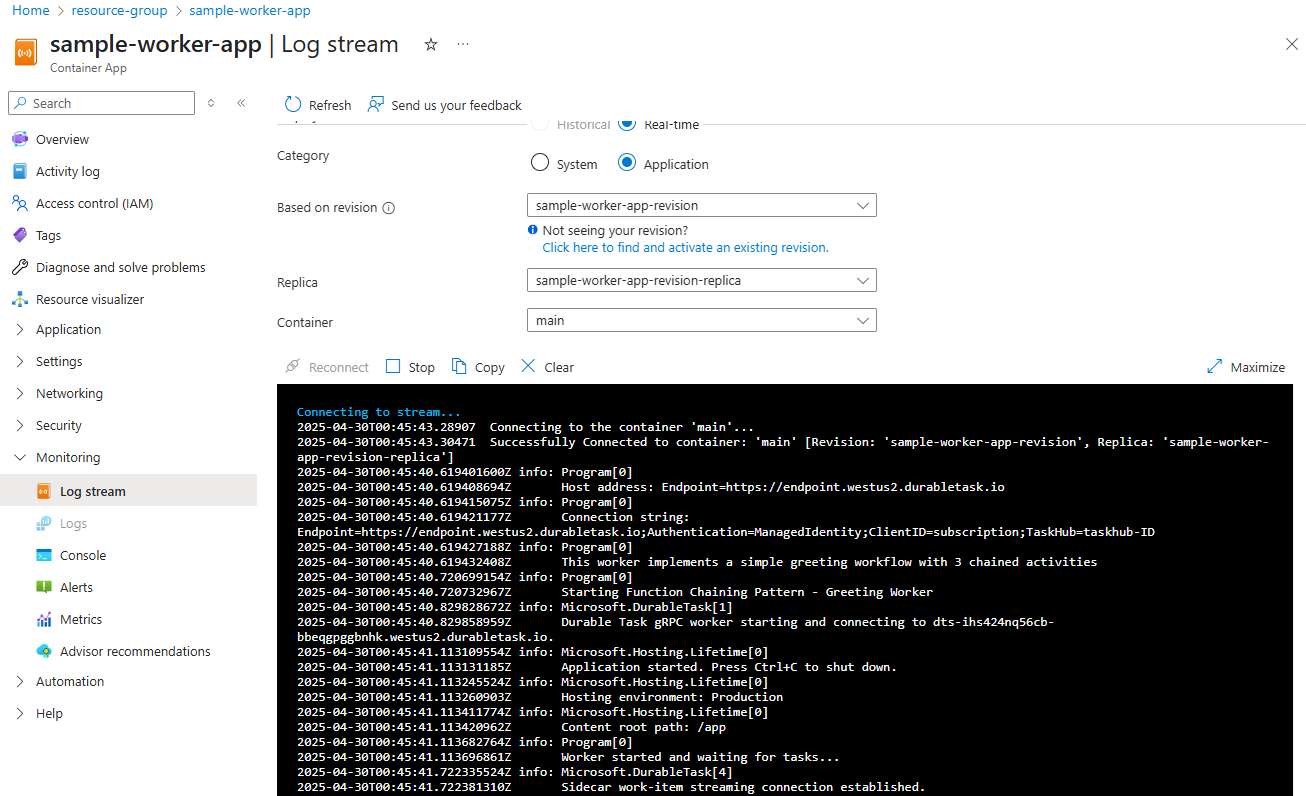 Home > resource-group > sample-worker-app
sample-worker-app | Log stream
Container App
Search
Refresh
Send us your feedback
Overview
Activity log
Access control (IAM)
Tags
Diagnose and solve problems
Resource visualizer
Application
Settings
Networking
Security
Monitoring
Log stream
Logs
Console
Alerts
Metrics
Advisor recommendations
Automation
Help
Historical Real-time
Category System Application
Based on revision sample-worker-app-revision
Not seeing your revision?
Click here to find and activate an existing revision.
Replica sample-worker-app-revision-replica
Container main
Reconnect Stop Copy Clear Maximize
Connecting to stream...
2025-04-30T00:45:43.28907 Connecting to the container 'main'...
2025-04-30T00:45:43.30471 Successfully Connected to container: 'main' [Revision: 'sample-worker-app-revision', Replica: 'sample-worker-
app-revision-replica']
2025-04-30T00:45:40.619401600Z info: Program[0]
2025-04-30T00:45:40.619408694Z Host address: Endpoint=https://endpoint.westus2.durabletask.io
2025-04-30T00:45:40.619415075Z info: Program[0]
2025-04-30T00:45:40.619421177Z Connection string:
Endpoint=https://endpoint.westus2.durabletask.io;Authentication=ManagedIdentity;ClientID=subscription;TaskHub=taskhub-ID
2025-04-30T00:45:40.619427188Z info: Program[0]
2025-04-30T00:45:40.619432408Z This worker implements a simple greeting workflow with 3 chained activities
2025-04-30T00:45:40.720699154Z info: Program[0]
2025-04-30T00:45:40.720732967Z Starting Function Chaining Pattern - Greeting Worker
2025-04-30T00:45:40.829828672Z info: Microsoft.DurableTask[1]
2025-04-30T00:45:40.829858959Z Durable Task gRPC worker starting and connecting to dts-ihs424nq56cb-
bbeqgpggbnhk.westus2.durabletask.io.
2025-04-30T00:45:41.113109554Z info: Microsoft.Hosting.Lifetime[0]
2025-04-30T00:45:41.113131185Z Application started. Press Ctrl+C to shut down.
2025-04-30T00:45:41.113245524Z info: Microsoft.Hosting.Lifetime[0]
2025-04-30T00:45:41.113260903Z Hosting environment: Production
2025-04-30T00:45:41.113411774Z info: Microsoft.Hosting.Lifetime[0]
2025-04-30T00:45:41.113420962Z Content root path: /app
2025-04-30T00:45:41.113682764Z info: Program[0]
2025-04-30T00:45:41.113696861Z Worker started and waiting for tasks...
2025-04-30T00:45:41.722335524Z info: Microsoft.DurableTask[4]
2025-04-30T00:45:41.722381310Z Sidecar work-item streaming connection established.